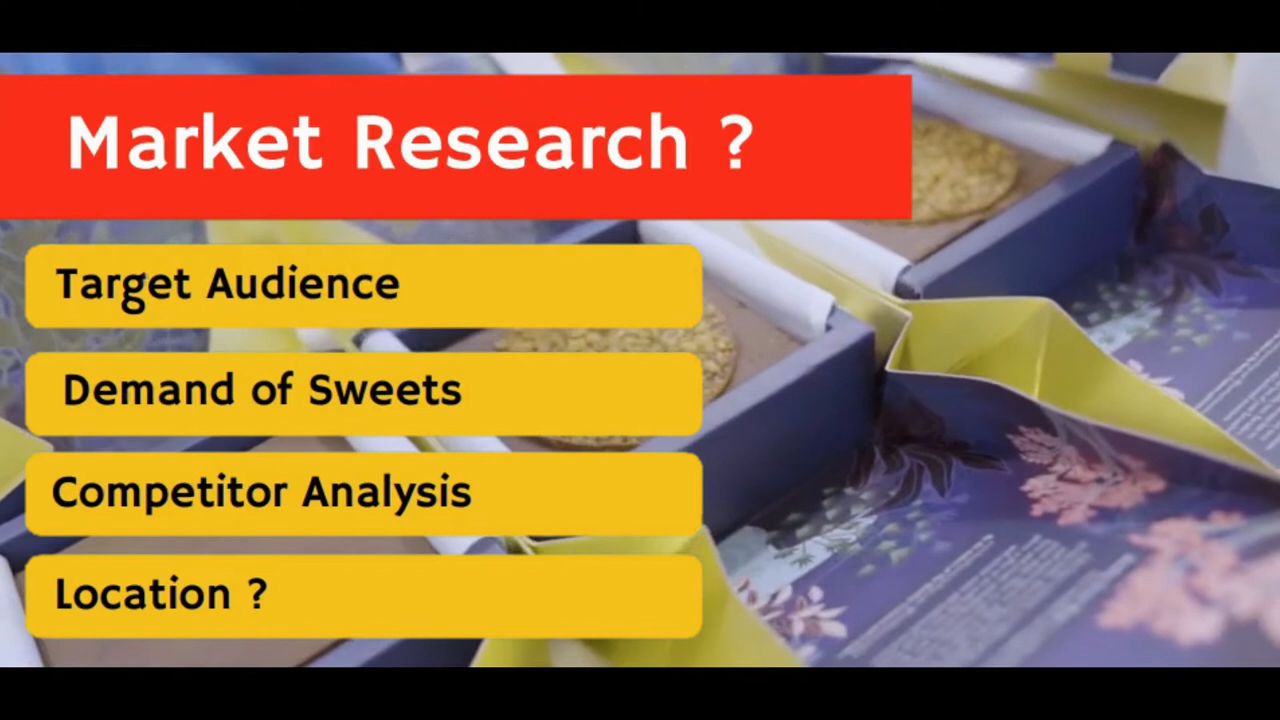 Market Research ?
Target Audience
Demand of Sweets
Competitor Analysis
Location ?